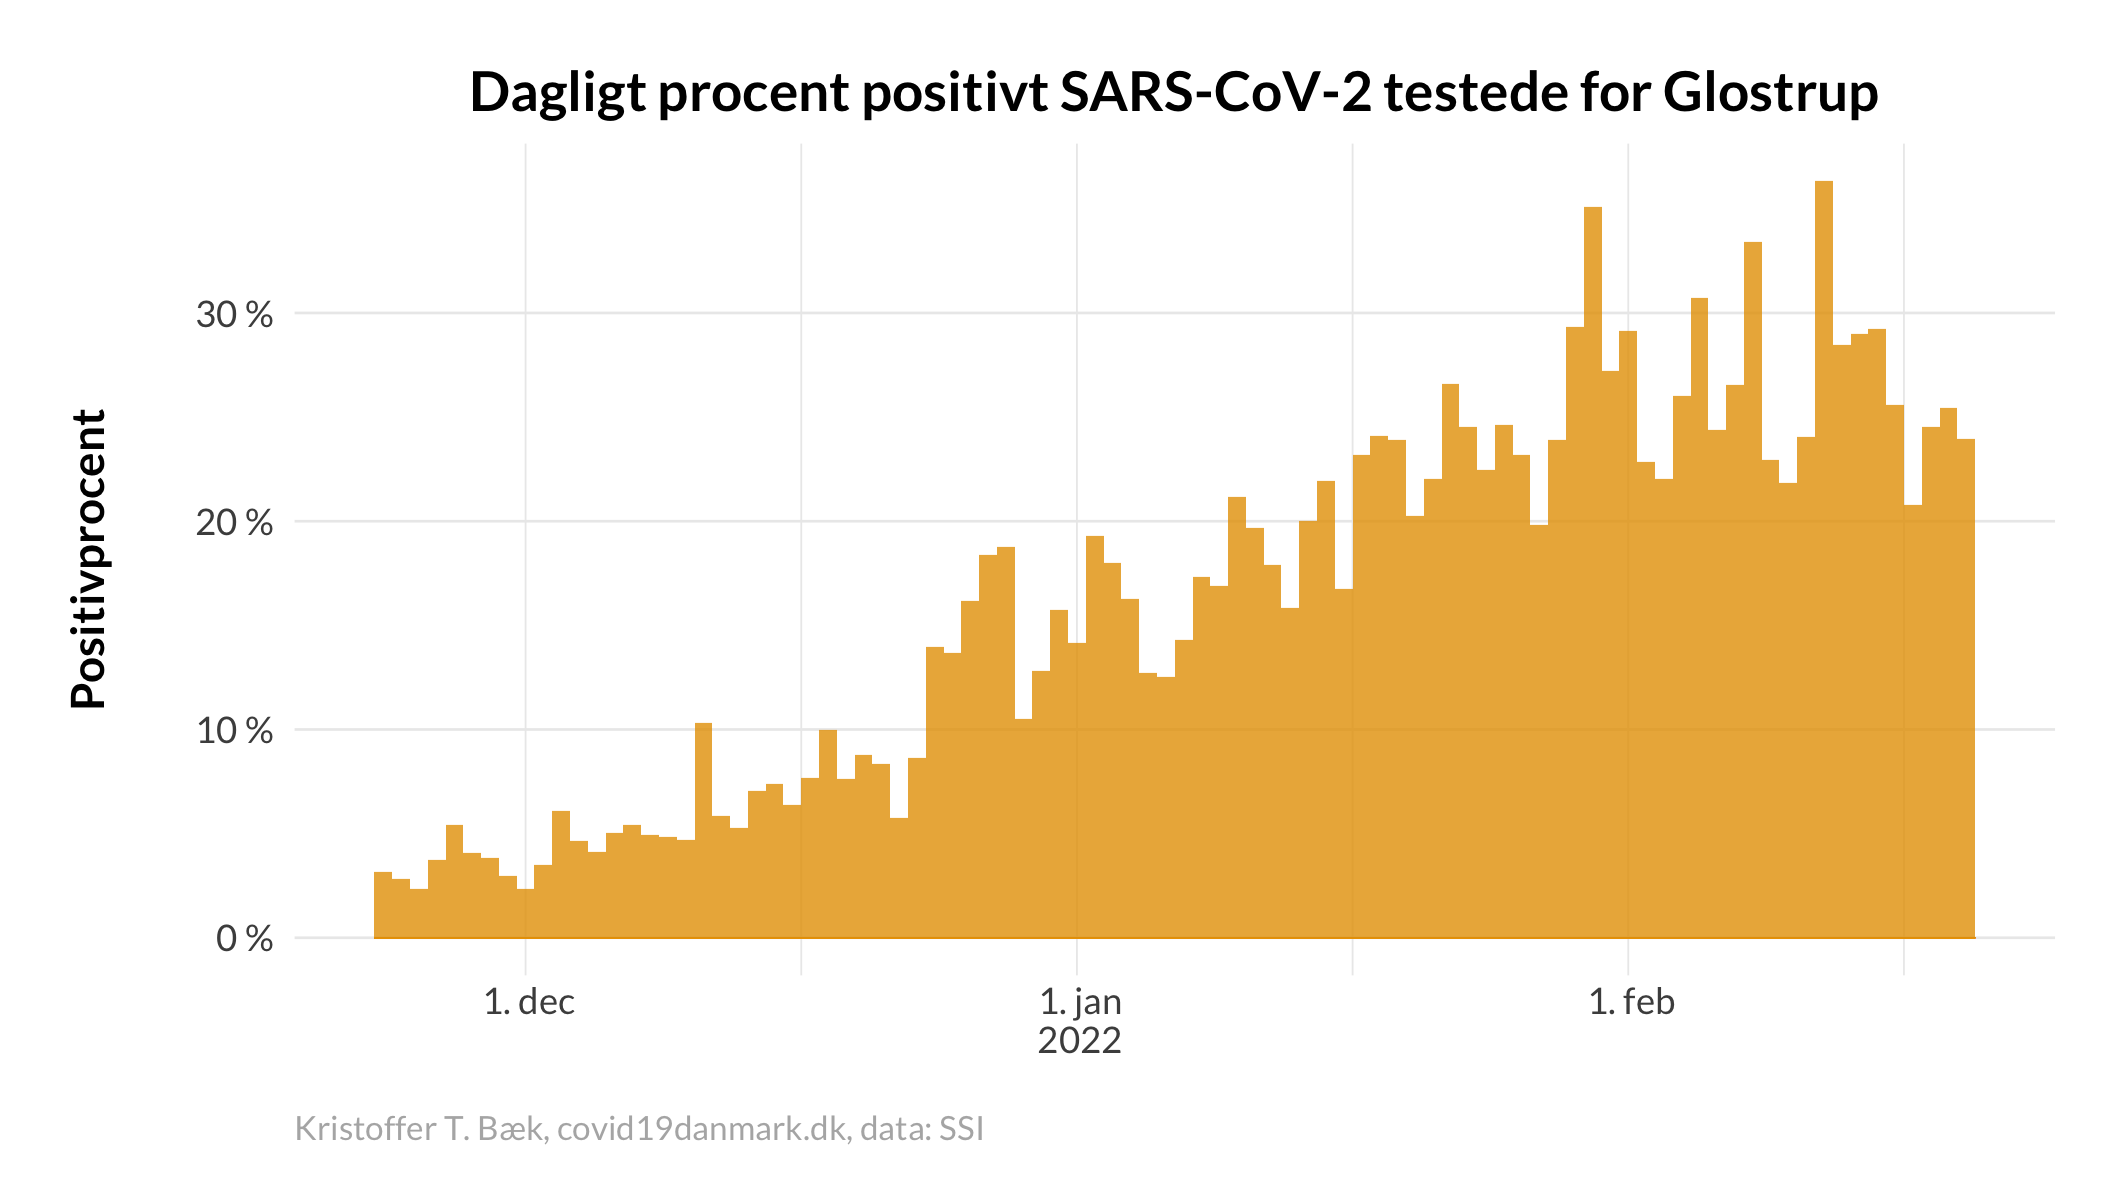 Dagligt procent positivt SARS-CoV-2 testede for Glostrup
Positivprocent
30 %
20 %
10 %
0 %
1. dec
1. jan
2022
1. feb
Kristoffer T. Bæk, covid19danmark.dk, data: SSI